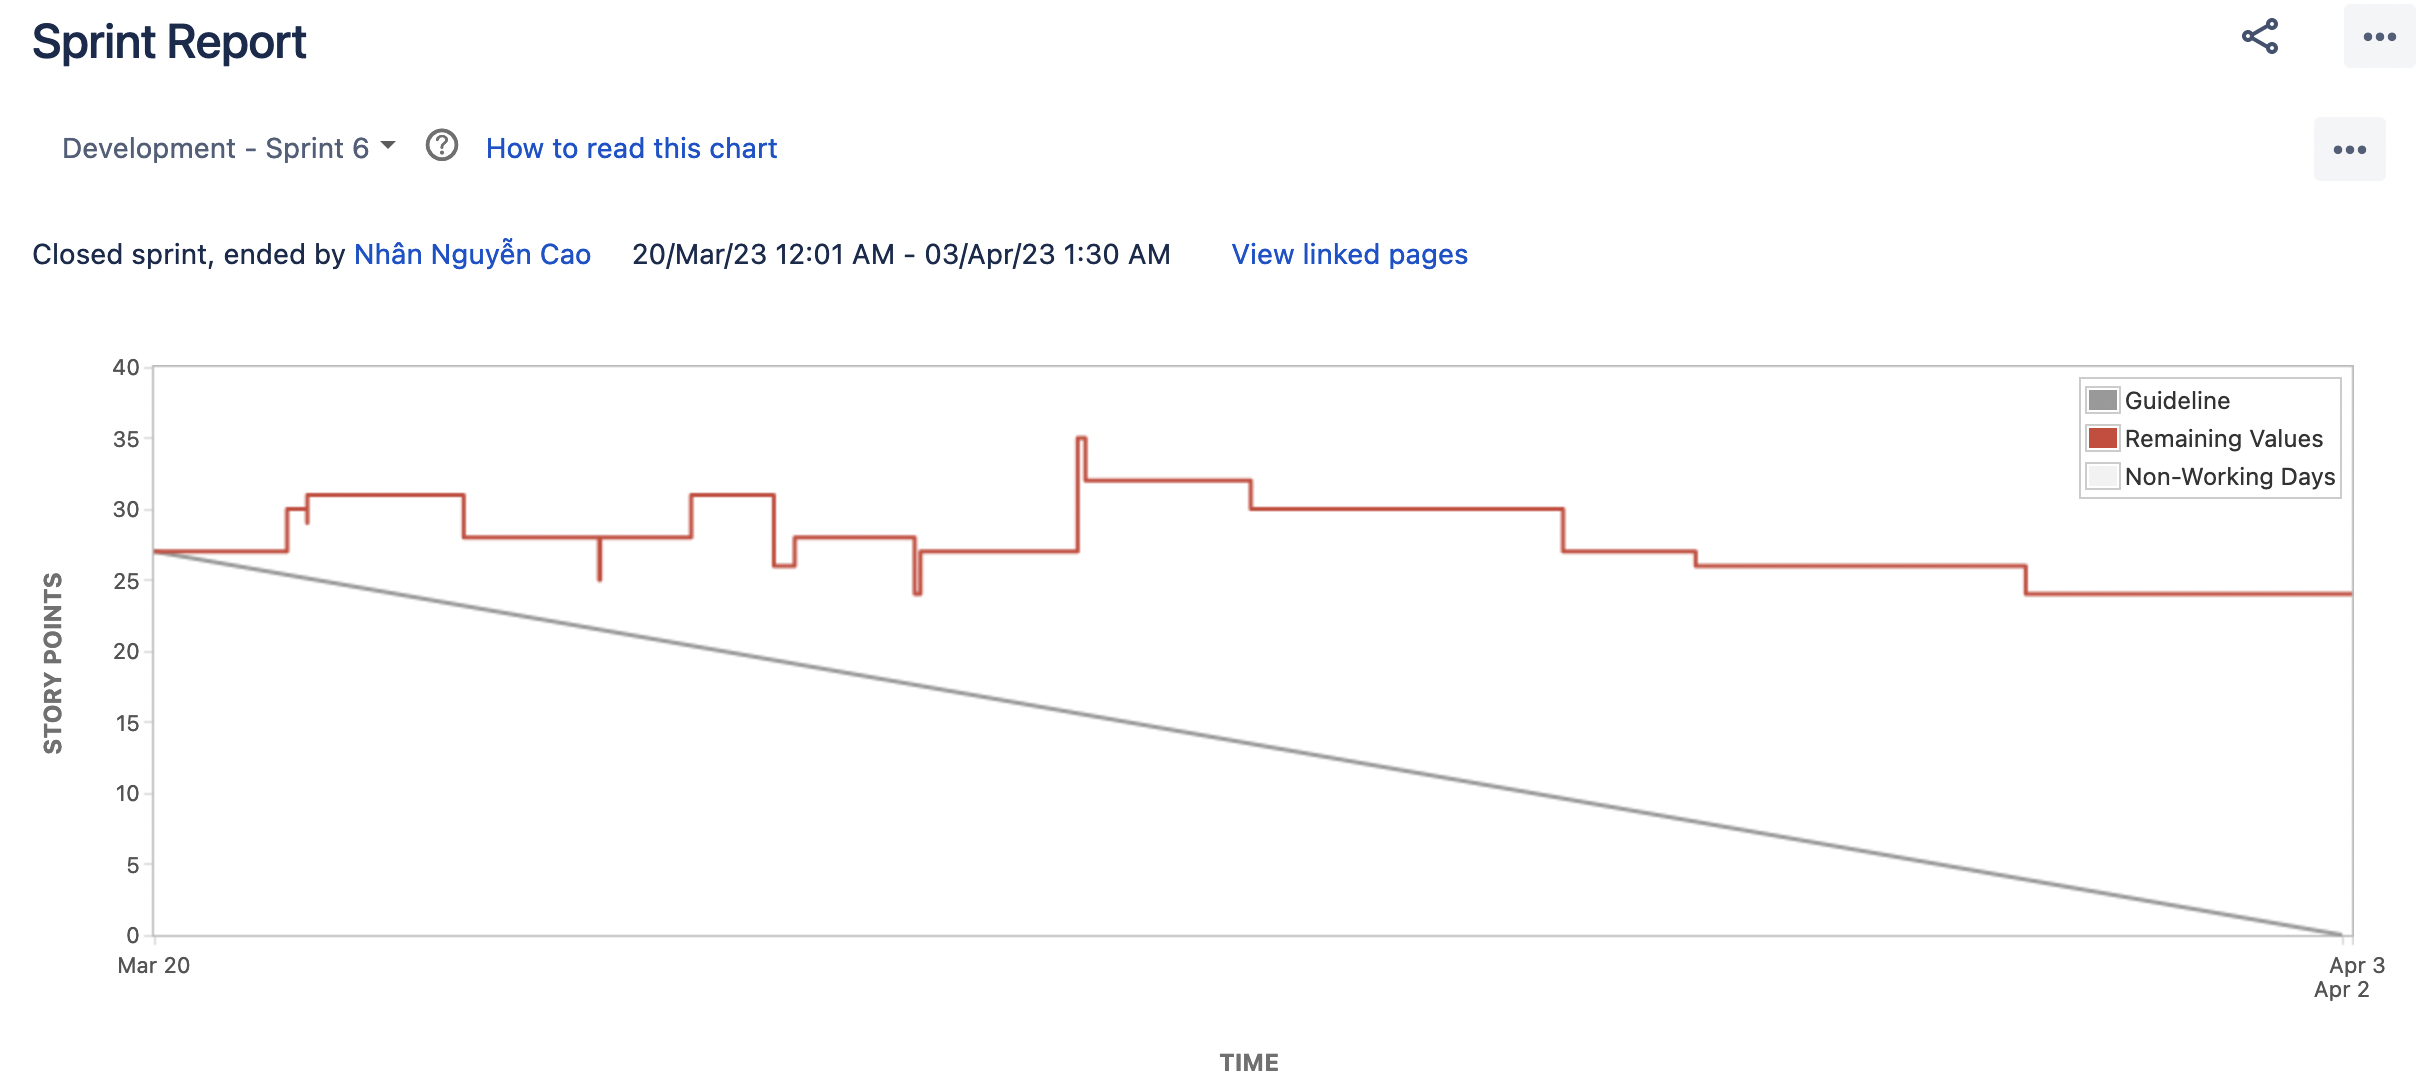 Sprint Report
Development - Sprint 6
How to read this chart
Closed sprint, ended by Nhân Nguyễn Cao 20/Mar/23 12:01 AM - 03/Apr/23 1:30 AM View linked pages
40
35
30
25
20
15
10
5
0
STORY POINTS
Guideline
Remaining Values
Non-Working Days
Mar 20
Apr 3
Apr 2
TIME